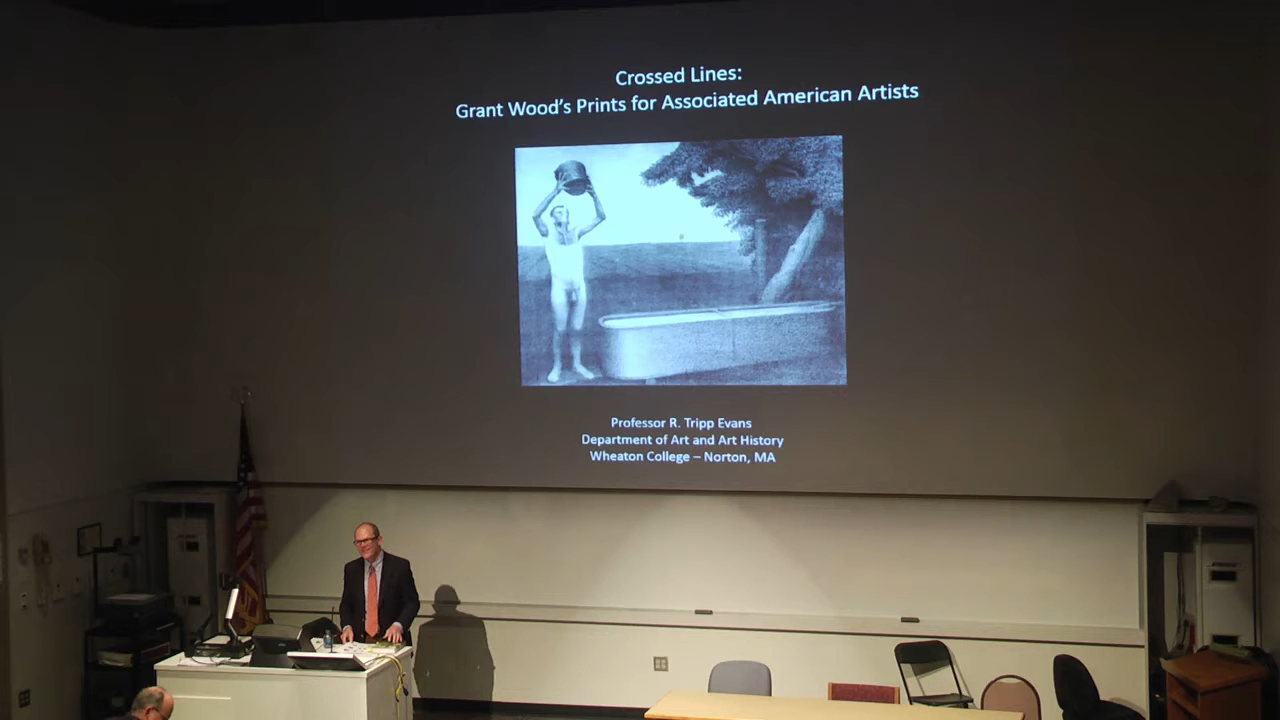 Crossed Lines:
Grant Wood's Prints for Associated American Artists
Professor R. Tripp Evans
Department of Art and Art History
Wheaton College – Norton, MA